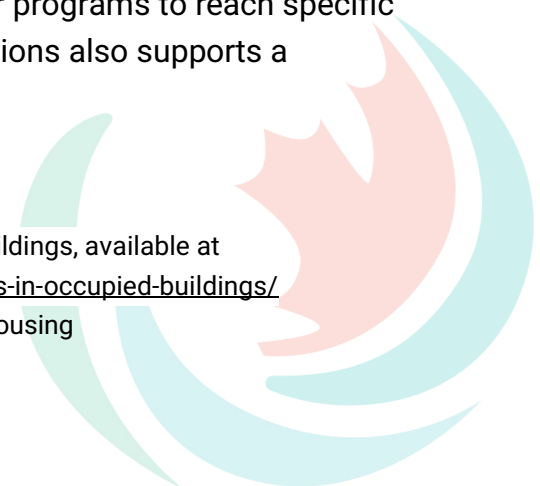 programs to reach specific
ions also supports a
ildings, available at
s-in-occupied-buildings/
ousing